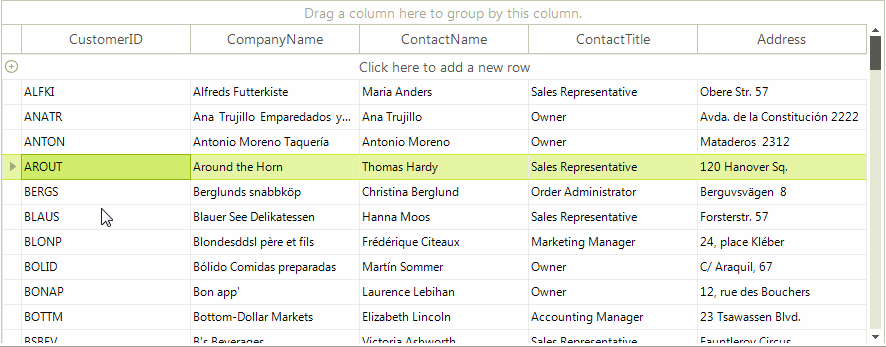 Drag a column here to group by this column.
CustomerID CompanyName ContactName ContactTitle Address
Click here to add a new row
ALFKI Alfreds Futterkiste Maria Anders Sales Representative Obere Str. 57
ANATR Ana Trujillo Emparedados y... Ana Trujillo Owner Avda. de la Constitución 2222
ANTON Antonio Moreno Taquería Antonio Moreno Owner Mataderos 2312
AROUT Around the Horn Thomas Hardy Sales Representative 120 Hanover Sq.
BERGS Berglunds snabbköp Christina Berglund Order Administrator Berguvsvägen 8
BLAUS Blauer See Delikatessen Hanna Moos Sales Representative Forsterstr. 57
BLONP Blondesddsl père et fils Frédérique Citeaux Marketing Manager 24, place Kléber
BOLID Bólido Comidas preparadas Martín Sommer Owner C/ Araquil, 67
BONAP Bon app' Laurence Lebihan Owner 12, rue des Bouchers
BOTTM Bottom-Dollar Markets Elizabeth Lincoln Accounting Manager 23 Tsawassen Blvd.
BSBEV B's Beverages Victoria Ashworth Sales Representative Fauntleroy Circus